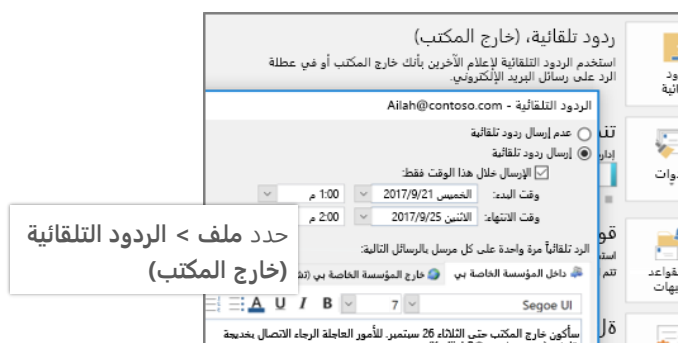 ردود تلقائية، (خارج المكتب)
استخدم الردود التلقائية لإعلام الآخرين بأنك خارج المكتب أو في عطلة
الرد على رسائل البريد الإلكتروني.
الردود التلقائية - Ailah@contoso.com
عدم إرسال ردود تلقائية
إرسال ردود تلقائية
الإرسال خلال هذا الوقت فقط:
وقت البدء: الخميس 2017/9/21 1:00 م
وقت الانتهاء: الاثنين 2017/9/25 2:00 م
الرد تلقائياً مرة واحدة على كل مرسل بالرسائل التالية:
داخل المؤسسة الخاصة بي خارج المؤسسة الخاصة بي
Segoe UI 7 B I U A
سأكون خارج المكتب حتى الثلاثاء 26 سبتمبر. للأمور العاجلة الرجاء الاتصال بخديجة
حدد ملف > الردود التلقائية
(خارج المكتب)